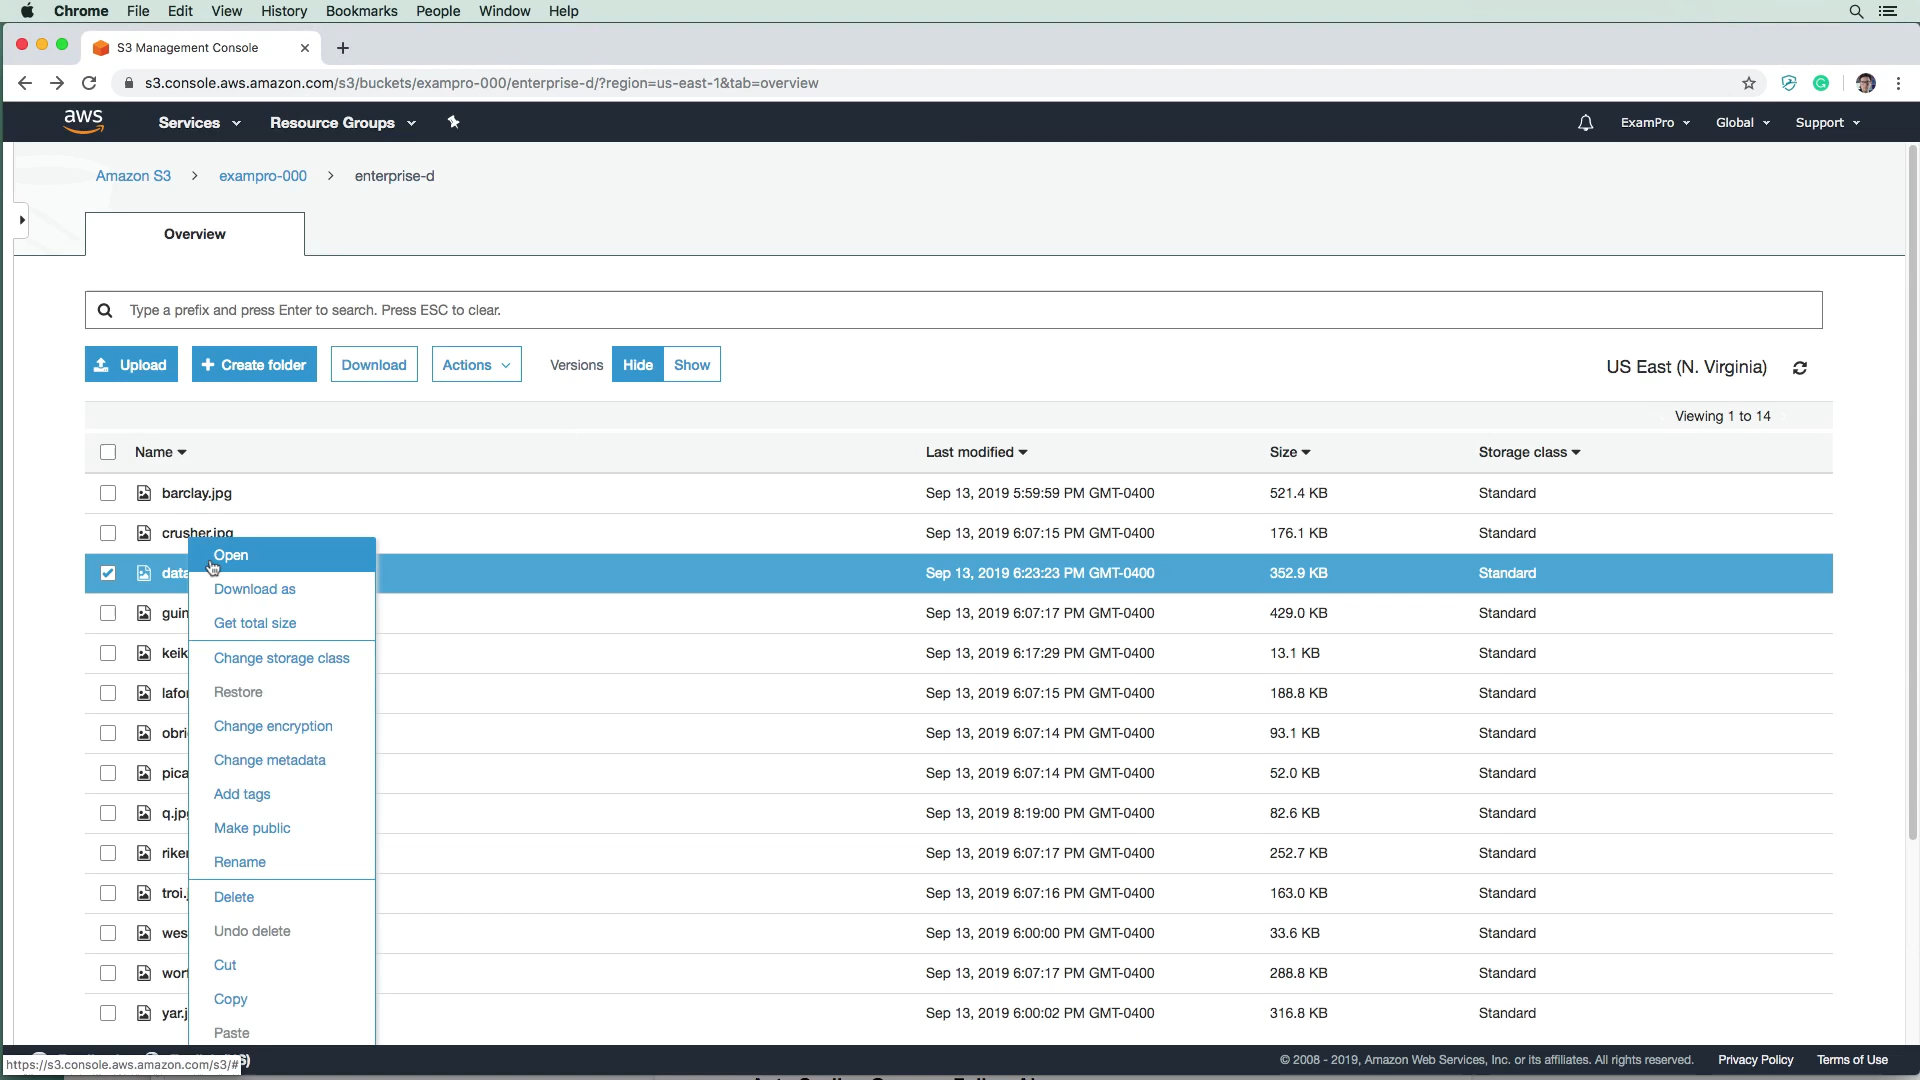 Chrome File Edit View History Bookmarks People Window Help
S3 Management Console
s3.console.aws.amazon.com/s3/buckets/exampro-000/enterprise-d/?region=us-east-1&tab=overview
aws Services Resource Groups ExamPro Global Support
Amazon S3 > exampro-000 > enterprise-d
Overview
Type a prefix and press Enter to search. Press ESC to clear.
Upload + Create folder Download Actions Versions Hide Show US East (N. Virginia)
Viewing 1 to 14
Name Last modified Size Storage class
barclay.jpg Sep 13, 2019 5:59:59 PM GMT-0400 521.4 KB Standard
crusher.jpg Sep 13, 2019 6:07:15 PM GMT-0400 176.1 KB Standard
data Sep 13, 2019 6:23:23 PM GMT-0400 352.9 KB Standard
guin Sep 13, 2019 6:07:17 PM GMT-0400 429.0 KB Standard
keik Sep 13, 2019 6:17:29 PM GMT-0400 13.1 KB Standard
lafor Sep 13, 2019 6:07:15 PM GMT-0400 188.8 KB Standard
obri Sep 13, 2019 6:07:14 PM GMT-0400 93.1 KB Standard
pica Sep 13, 2019 6:07:14 PM GMT-0400 52.0 KB Standard
q.jpg Sep 13, 2019 8:19:00 PM GMT-0400 82.6 KB Standard
riker Sep 13, 2019 6:07:17 PM GMT-0400 252.7 KB Standard
troi.j Sep 13, 2019 6:07:16 PM GMT-0400 163.0 KB Standard
wes Sep 13, 2019 6:00:00 PM GMT-0400 33.6 KB Standard
worf Sep 13, 2019 6:07:17 PM GMT-0400 288.8 KB Standard
yar.j Sep 13, 2019 6:00:02 PM GMT-0400 316.8 KB Standard
Open
Download as
Get total size
Change storage class
Restore
Change encryption
Change metadata
Add tags
Make public
Rename
Delete
Undo delete
Cut
Copy
Paste
https://s3.console.aws.amazon.com/s3/#
© 2008 - 2019, Amazon Web Services, Inc. or its affiliates. All rights reserved. Privacy Policy Terms of Use